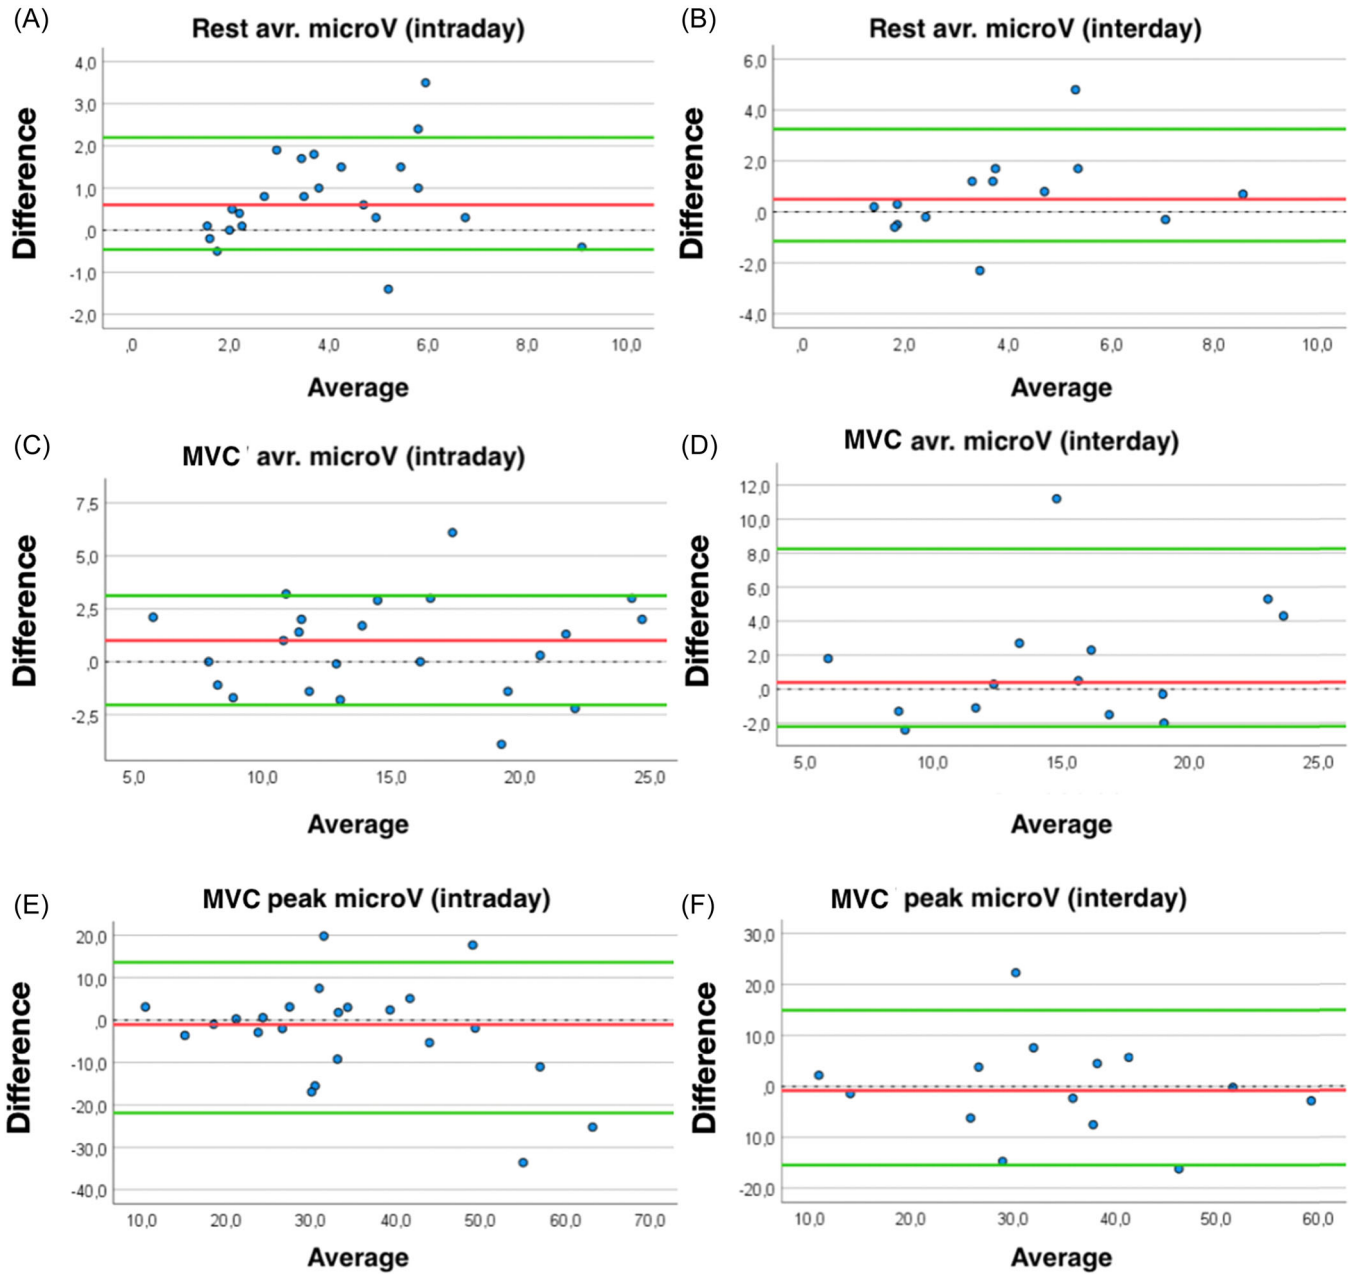 (A)
Rest avr. microV (intraday)
Difference
4,0
3,0
2,0
1,0
,0
-1,0
-2,0
,0 2,0 4,0 6,0 8,0 10,0
Average
(B)
Rest avr. microV (interday)
Difference
6,0
4,0
2,0
,0
-2,0
-4,0
,0 2,0 4,0 6,0 8,0 10,0
Average
(C)
MVC avr. microV (intraday)
Difference
7,5
5,0
2,5
,0
-2,5
5,0 10,0 15,0 20,0 25,0
Average
(D)
MVC avr. microV (interday)
Difference
12,0
10,0
8,0
6,0
4,0
2,0
,0
-2,0
5,0 10,0 15,0 20,0 25,0
Average
(E)
MVC peak microV (intraday)
Difference
20,0
10,0
,0
-10,0
-20,0
-30,0
-40,0
10,0 20,0 30,0 40,0 50,0 60,0 70,0
Average
(F)
MVC peak microV (interday)
Difference
30,0
20,0
10,0
,0
10,0
-20,0
10,0 20,0 30,0 40,0 50,0 60,0
Average